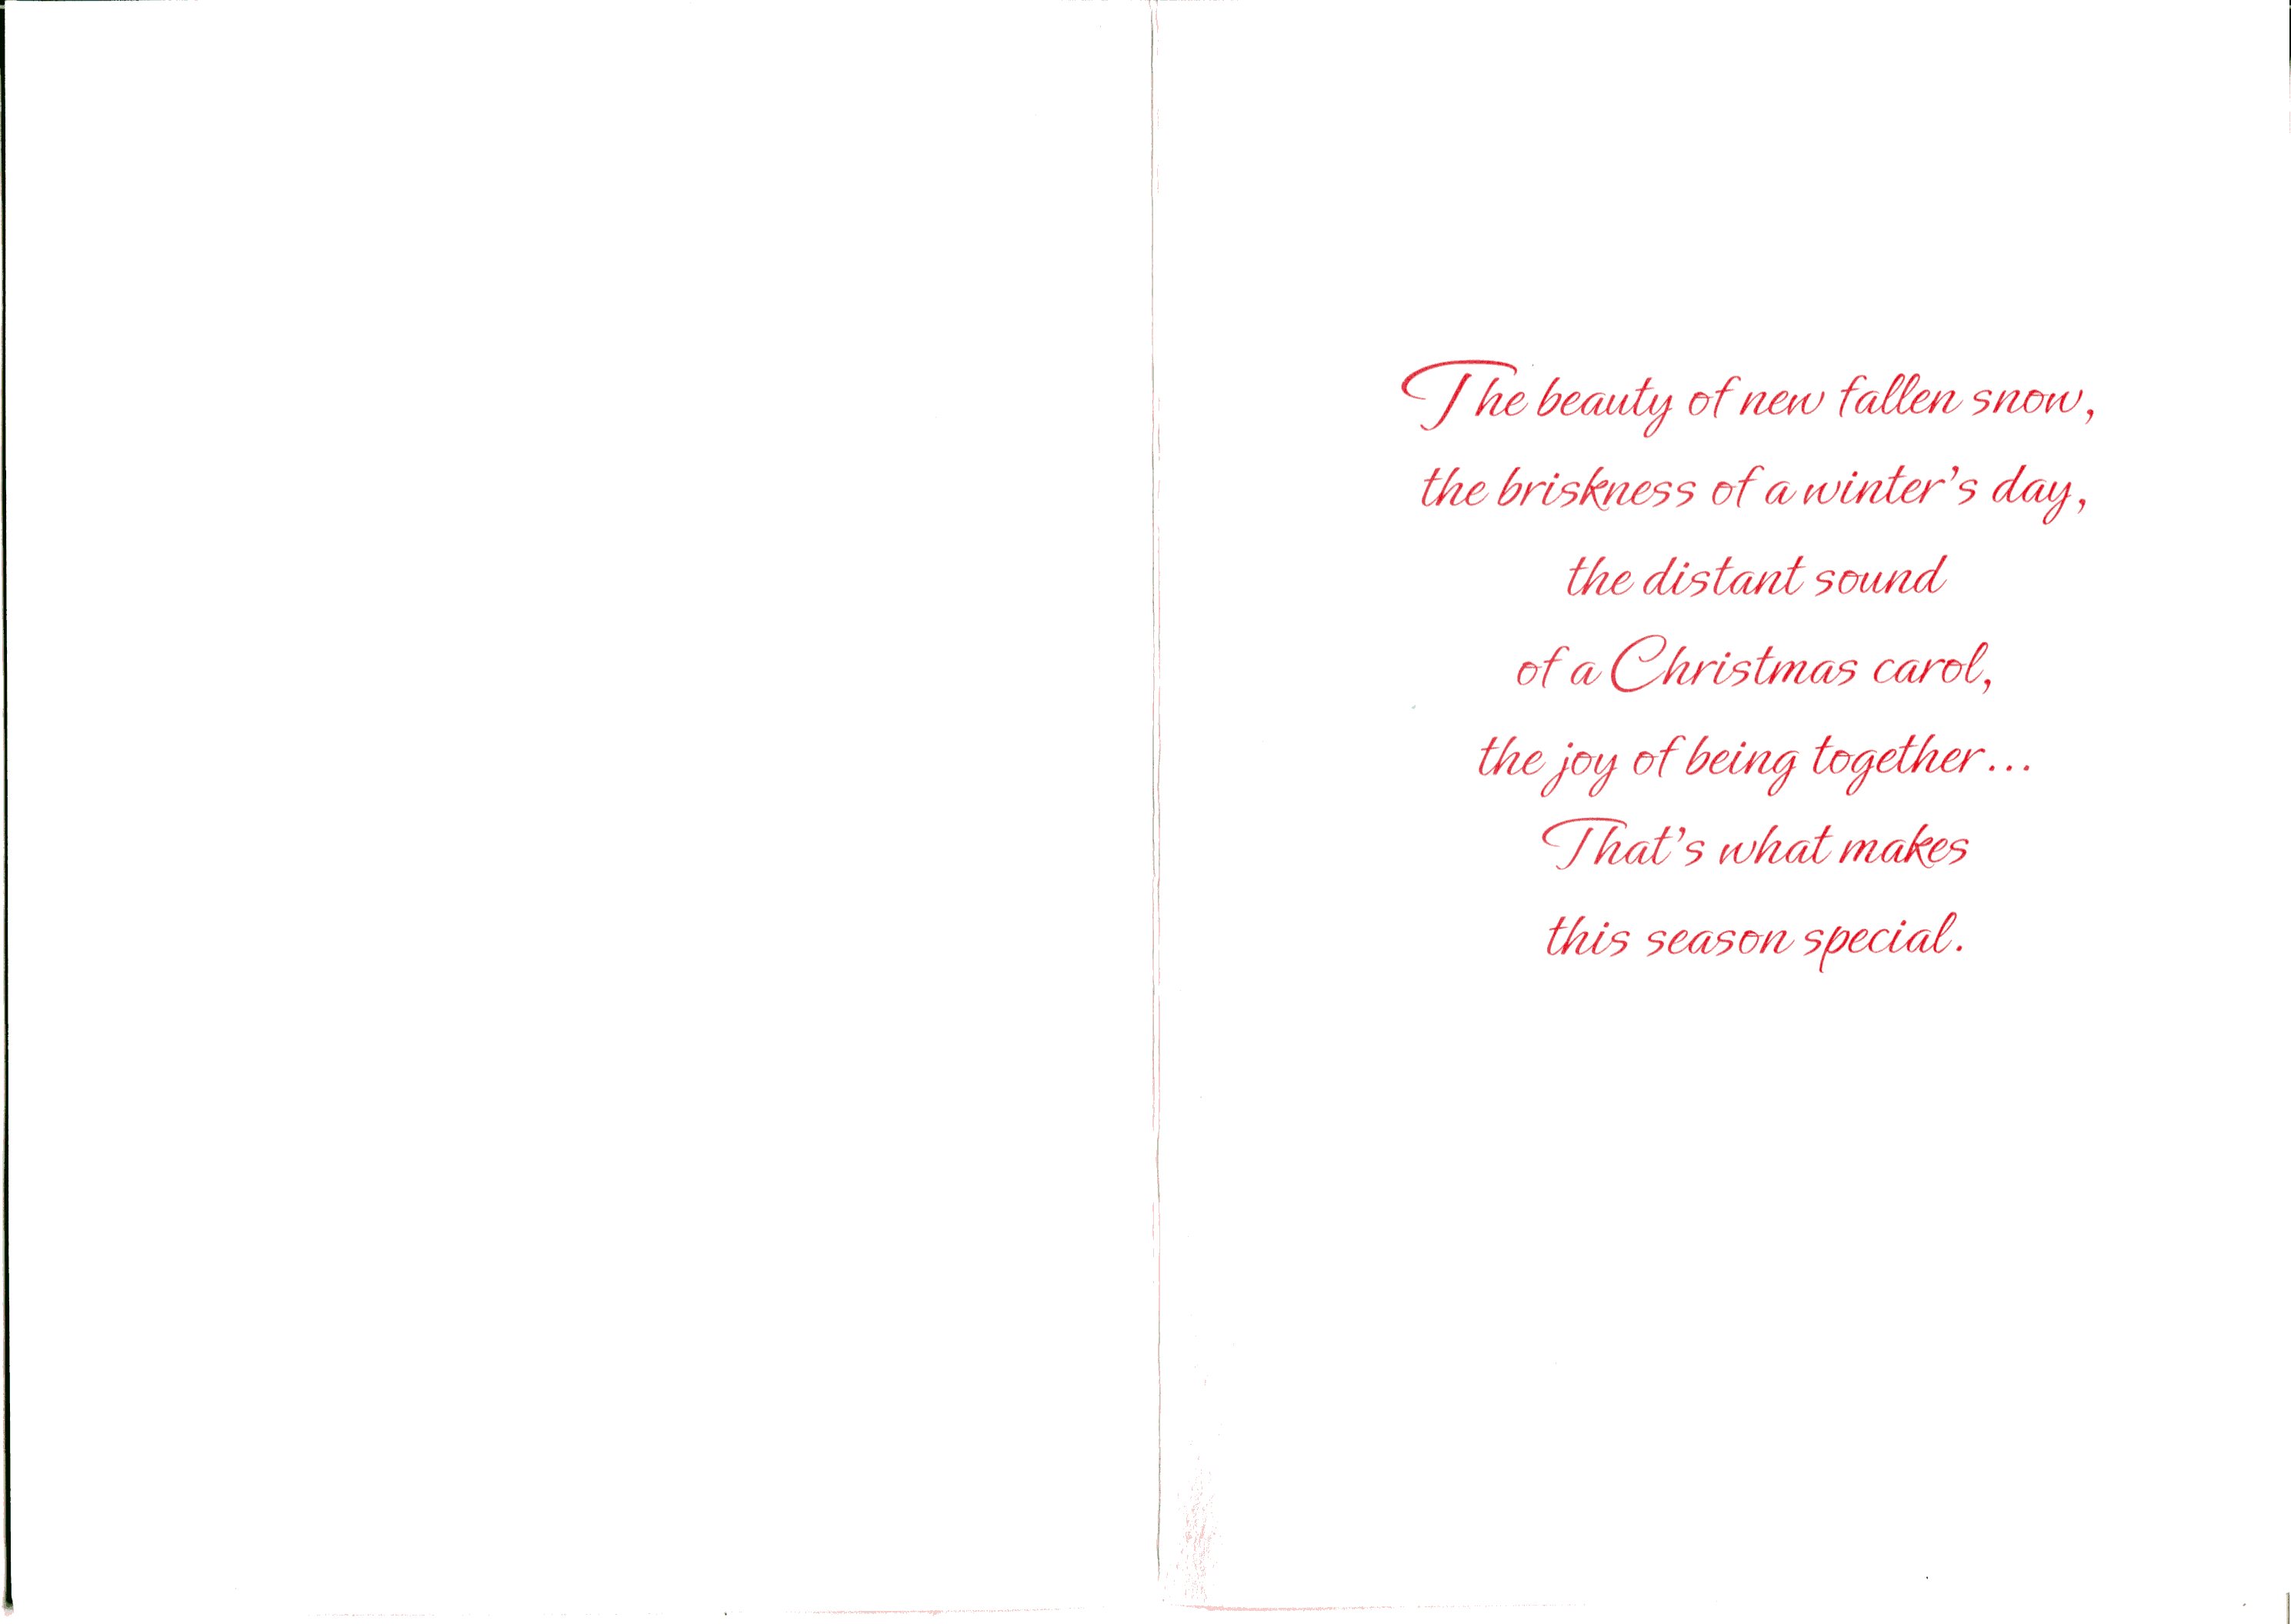 The beauty of new fallen snow,
the briskness of a winter's day,
the distant sound
of a Christmas carol,
the joy of being together...
That's what makes
this season special.